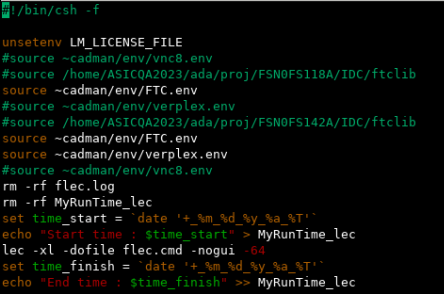 #!/bin/csh -f
unsetenv LM_LICENSE_FILE
#source ~cadman/env/vnc8.env
#source /home/ASICQA2023/ada/proj/FSN0FS118A/IDC/ftclib
source ~cadman/env/FTC.env
#source ~cadman/env/verplex.env
#source /home/ASICQA2023/ada/proj/FSN0FS142A/IDC/ftclib
source ~cadman/env/FTC.env
source ~cadman/env/verplex.env
#source ~cadman/env/vnc8.env
rm -rf flec.log
rm -rf MyRunTime_lec
set time_start = `date '+_%m_%d_%y_%a_%T'`
echo "Start time : $time_start" > MyRunTime_lec
lec -xl -dofile flec.cmd -nogui -64
set time_finish = `date '+_%m_%d_%y_%a_%T'`
echo "End time : $time_finish" >> MyRunTime_lec